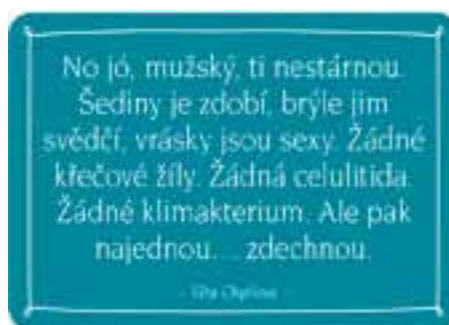 No jó, mužský, ti nestárnou.
Šediny je zdobí, brýle jim
svědčí, vrásky jsou sexy. Žádné
křečové žíly. Žádná celulitida.
Žádné klimakterium. Ale pak
najednou... zdechnou.